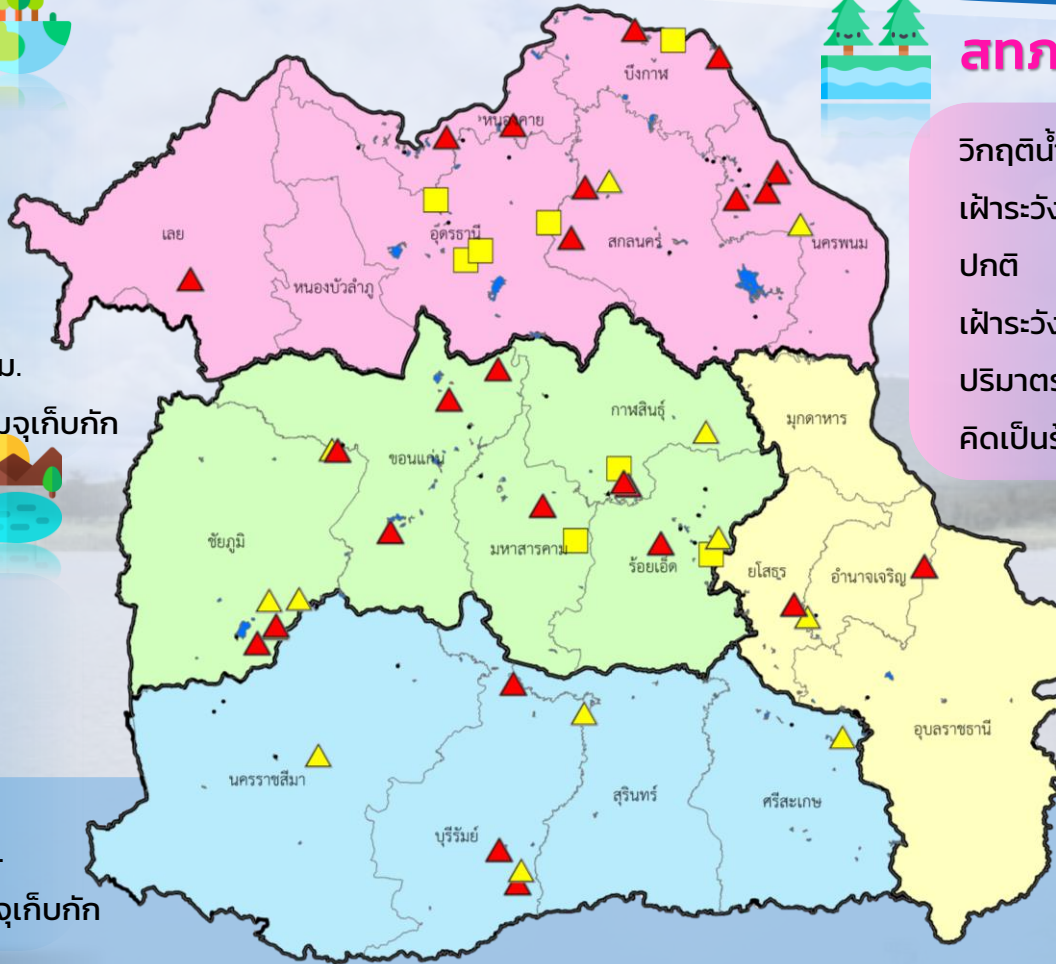 สทภ
วิกฤติน้ำ
เฝ้าระวัง
ปกติ
เฝ้าระวัง
ปริมาตร
คิดเป็นร้
ม.
มจุเก็บกัก
.
จุเก็บกัก
บึงกาฬ
หนองคาย
เลย
อุดรธานี
สกลนคร
นครพนม
หนองบัวลำภู
กาฬสินธุ์
มุกดาหาร
ขอนแก่น
ชัยภูมิ
มหาสารคาม
ร้อยเอ็ด
ยโสธร
อำนาจเจริญ
อุบลราชธานี
นครราชสีมา
สุรินทร์
ศรีสะเกษ
บุรีรัมย์